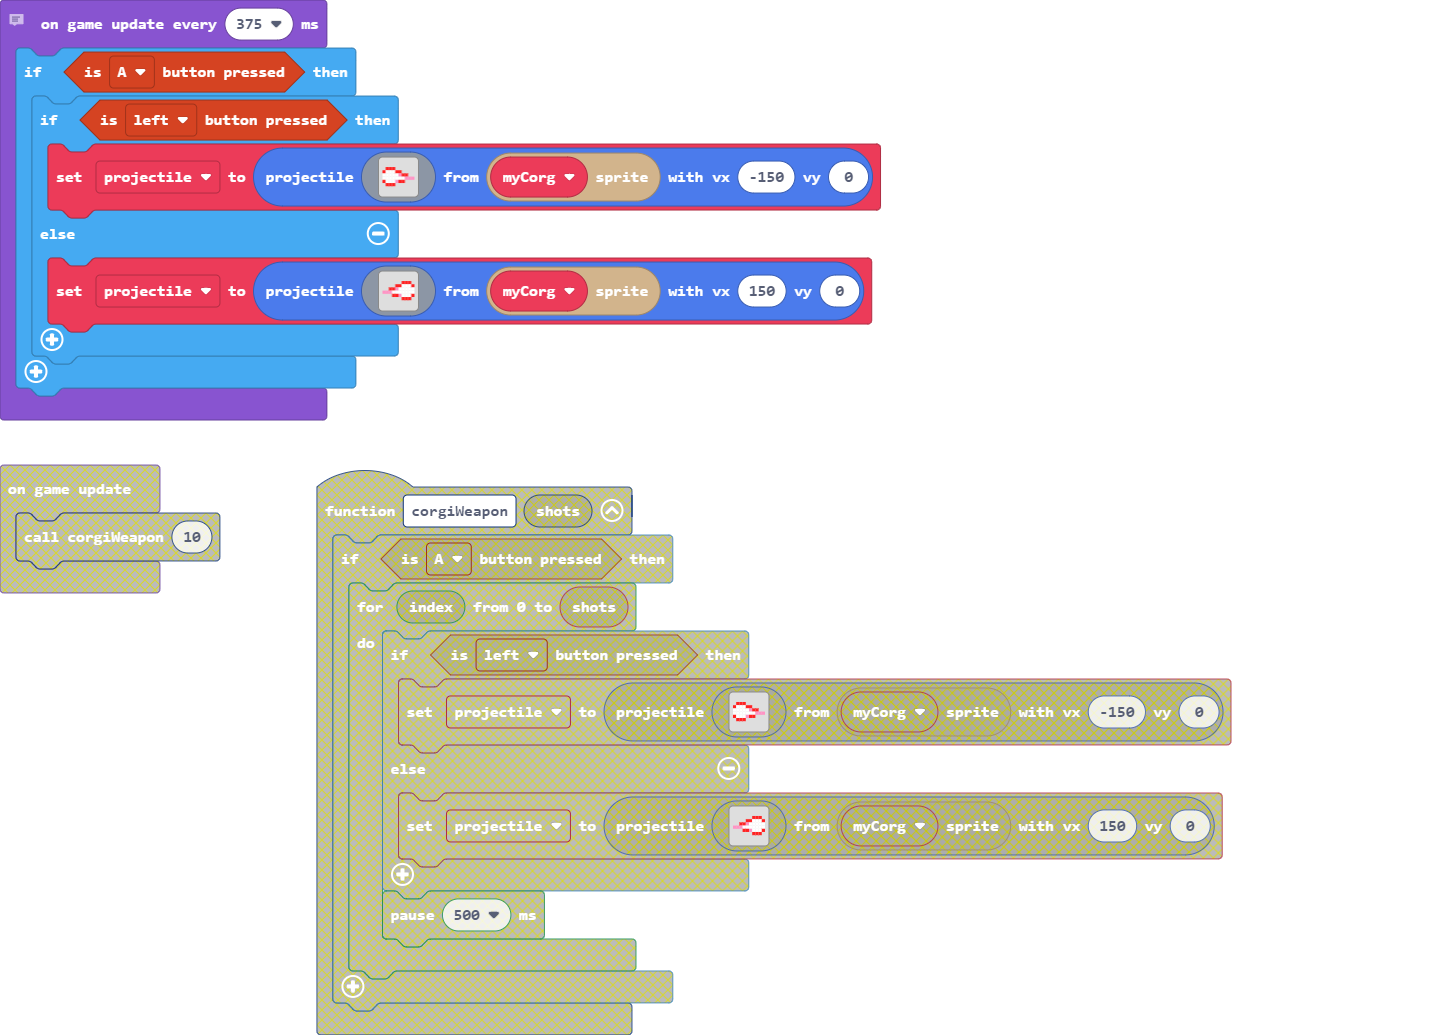 on game update every 375 ms
if is A button pressed then
if is left button pressed then
set projectile to projectile from myCorg sprite with vx -150 vy 0
else
set projectile to projectile from myCorg sprite with vx 150 vy 0
on game update
call corgiWeapon 10
function corgiWeapon shots
if is A button pressed then
for index from 0 to shots
do
if is left button pressed then
set projectile to projectile from myCorg sprite with vx -150 vy 0
else
set projectile to projectile from myCorg sprite with vx 150 vy 0
pause 500 ms